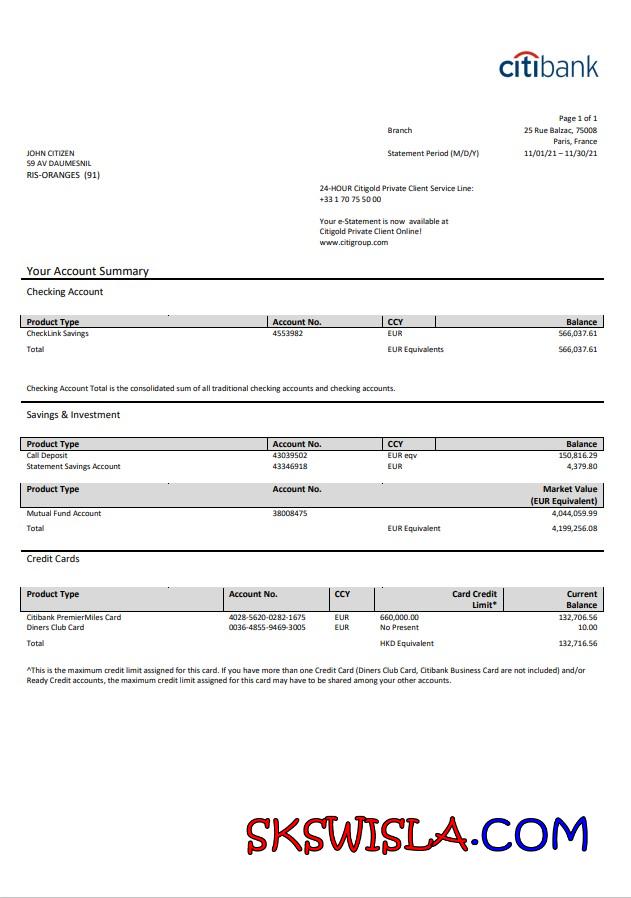 citibank
Page 1 of 1
Branch 25 Rue Balzac, 75008
Paris, France
JOHN CITIZEN Statement Period (M/D/Y) 11/01/21 – 11/30/21
59 AV DAUMESNIL
RIS-ORANGES (91)
24-HOUR Citigold Private Client Service Line:
+33 1 70 75 50 00
Your e-Statement is now available at
Citigold Private Client Online!
www.citigroup.com
Your Account Summary
Checking Account
Product Type Account No. CCY Balance
CheckLink Savings 4553982 EUR 566,037.61
Total EUR Equivalents 566,037.61
Checking Account Total is the consolidated sum of all traditional checking accounts and checking accounts.
Savings & Investment
Product Type Account No. CCY Balance
Call Deposit 43039502 EUR eqv 150,816.29
Statement Savings Account 43346918 EUR 4,379.80
Product Type Account No. Market Value
(EUR Equivalent)
Mutual Fund Account 38008475 4,044,059.99
Total EUR Equivalent 4,199,256.08
Credit Cards
Product Type Account No. CCY Card Credit Current
Limit* Balance
Citibank PremierMiles Card 4028-5620-0282-1675 EUR 660,000.00 132,706.56
Diners Club Card 0036-4855-9469-3005 EUR No Present 10.00
Total HKD Equivalent 132,716.56
^This is the maximum credit limit assigned for this card. If you have more than one Credit Card (Diners Club Card, Citibank Business Card are not included) and/or
Ready Credit accounts, the maximum credit limit assigned for this card may have to be shared among your other accounts.
SKSWISLA.COM